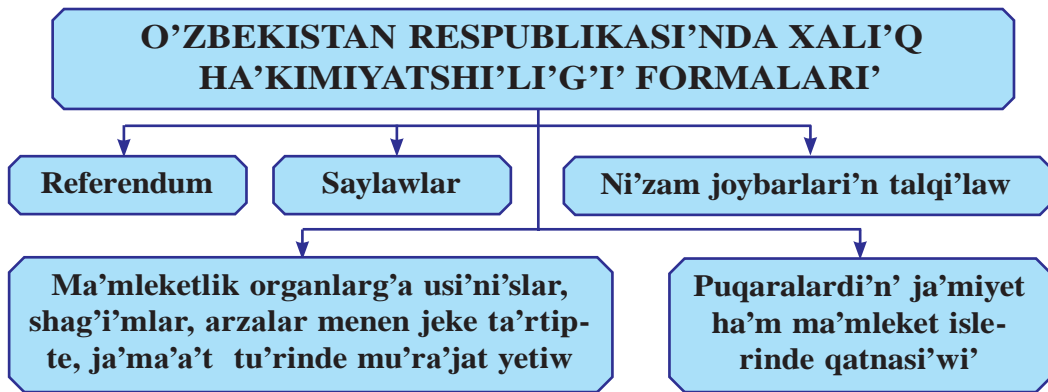 O’ZBEKISTAN RESPUBLIKASI’NDA XALI’Q
HA’KIMIYATSHI’LI’G’I’ FORMALARI’
Referendum
Saylawlar
Ni’zam joybarlari’n talqi’law
Ma’mleketlik organlarg’a usi’ni’slar,
shag’i’mlar, arzalar menen jeke ta’rtip-
te, ja’ma’a’t tu’rinde mu’ra’jat yetiw
Puqaralardi’n’ ja’miyet
ha’m ma’mleket isle-
rinde qatnasi’wi’